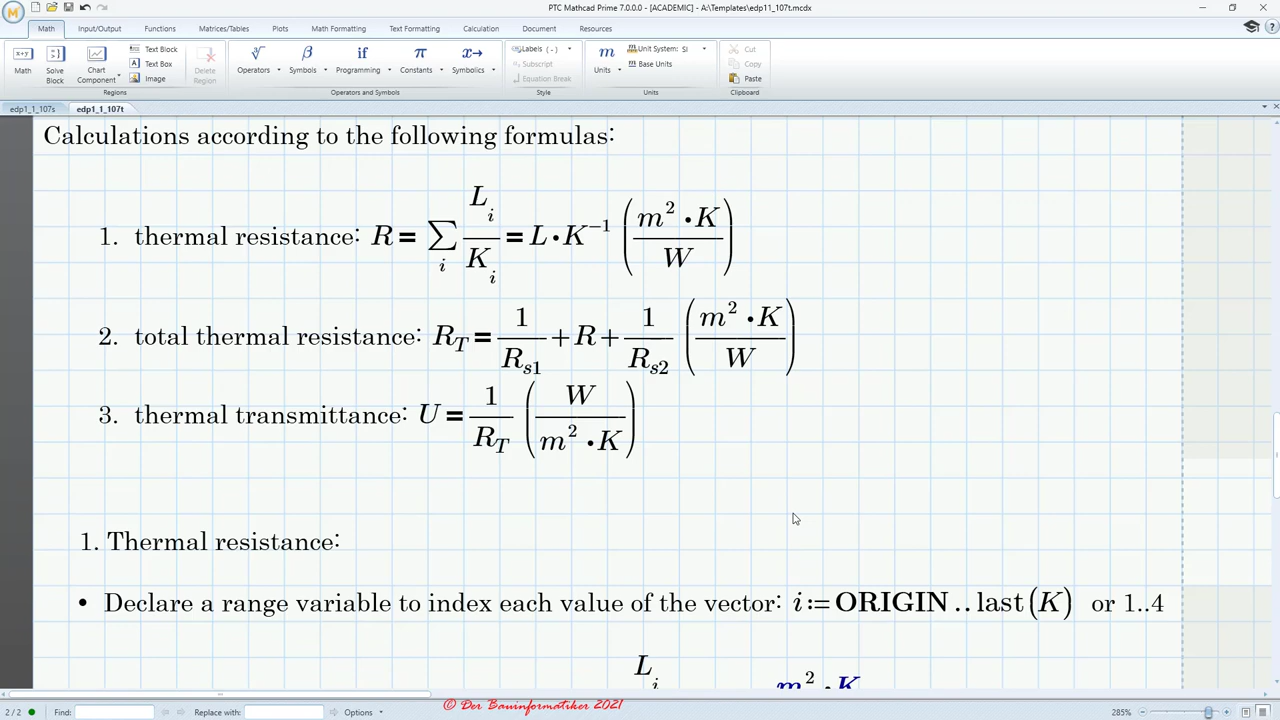 PTC Mathcad Prime 7.0.0.0 - [ACADEMIC] - A:\Templates\edp11_107t.mcdx
Math Input/Output Functions Matrices/Tables Plots Math Formatting Text Formatting Calculation Document Resources
Math Solve Block Chart Component Text Block Text Box Image Delete Region Operators Symbols Programming Constants Symbolics Labels (-) Subscript Equation Break Units Unit System: SI Base Units Cut Copy Paste
Regions Operators and Symbols Style Units Clipboard
edp1_1_107s edp1_1_107t
Calculations according to the following formulas:
1. thermal resistance: R = ∑_i L_i/K_i = L·K^−1 (m²·K/W)
2. total thermal resistance: R_T = 1/R_s1 + R + 1/R_s2 (m²·K/W)
3. thermal transmittance: U = 1/R_T (W/m²·K)
1. Thermal resistance:
• Declare a range variable to index each value of the vector: i := ORIGIN .. last(K) or 1..4
L_i m²·K
2/2 Find: Replace with: Options 285%
© Der Bauinformatiker 2021